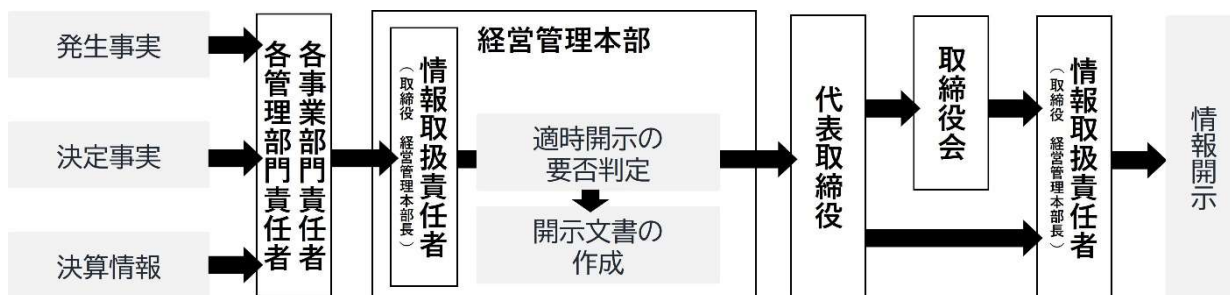 発生事実
決定事実
決算情報
各事業部門責任者
各管理部門責任者
経営管理本部
情報取扱責任者
（取締役　経営管理本部長）
適時開示の
要否判定
開示文書の
作成
代表取締役
取締役会
情報取扱責任者
（取締役　経営管理本部長）
情報開示